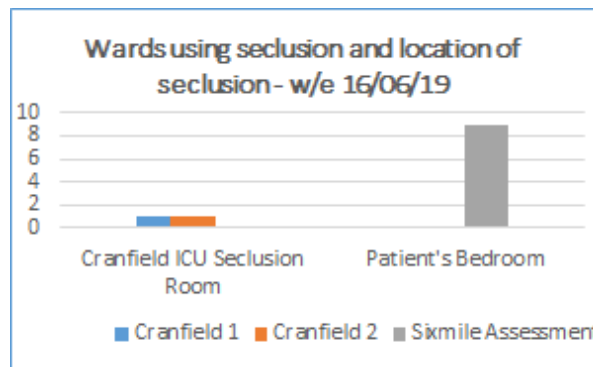 Wards using seclusion and location of
seclusion - w/e 16/06/19
10
8
6
4
2
0
Cranfield ICU Seclusion
Room
Patient's Bedroom
Cranfield 1
Cranfield 2
Sixmile Assessment